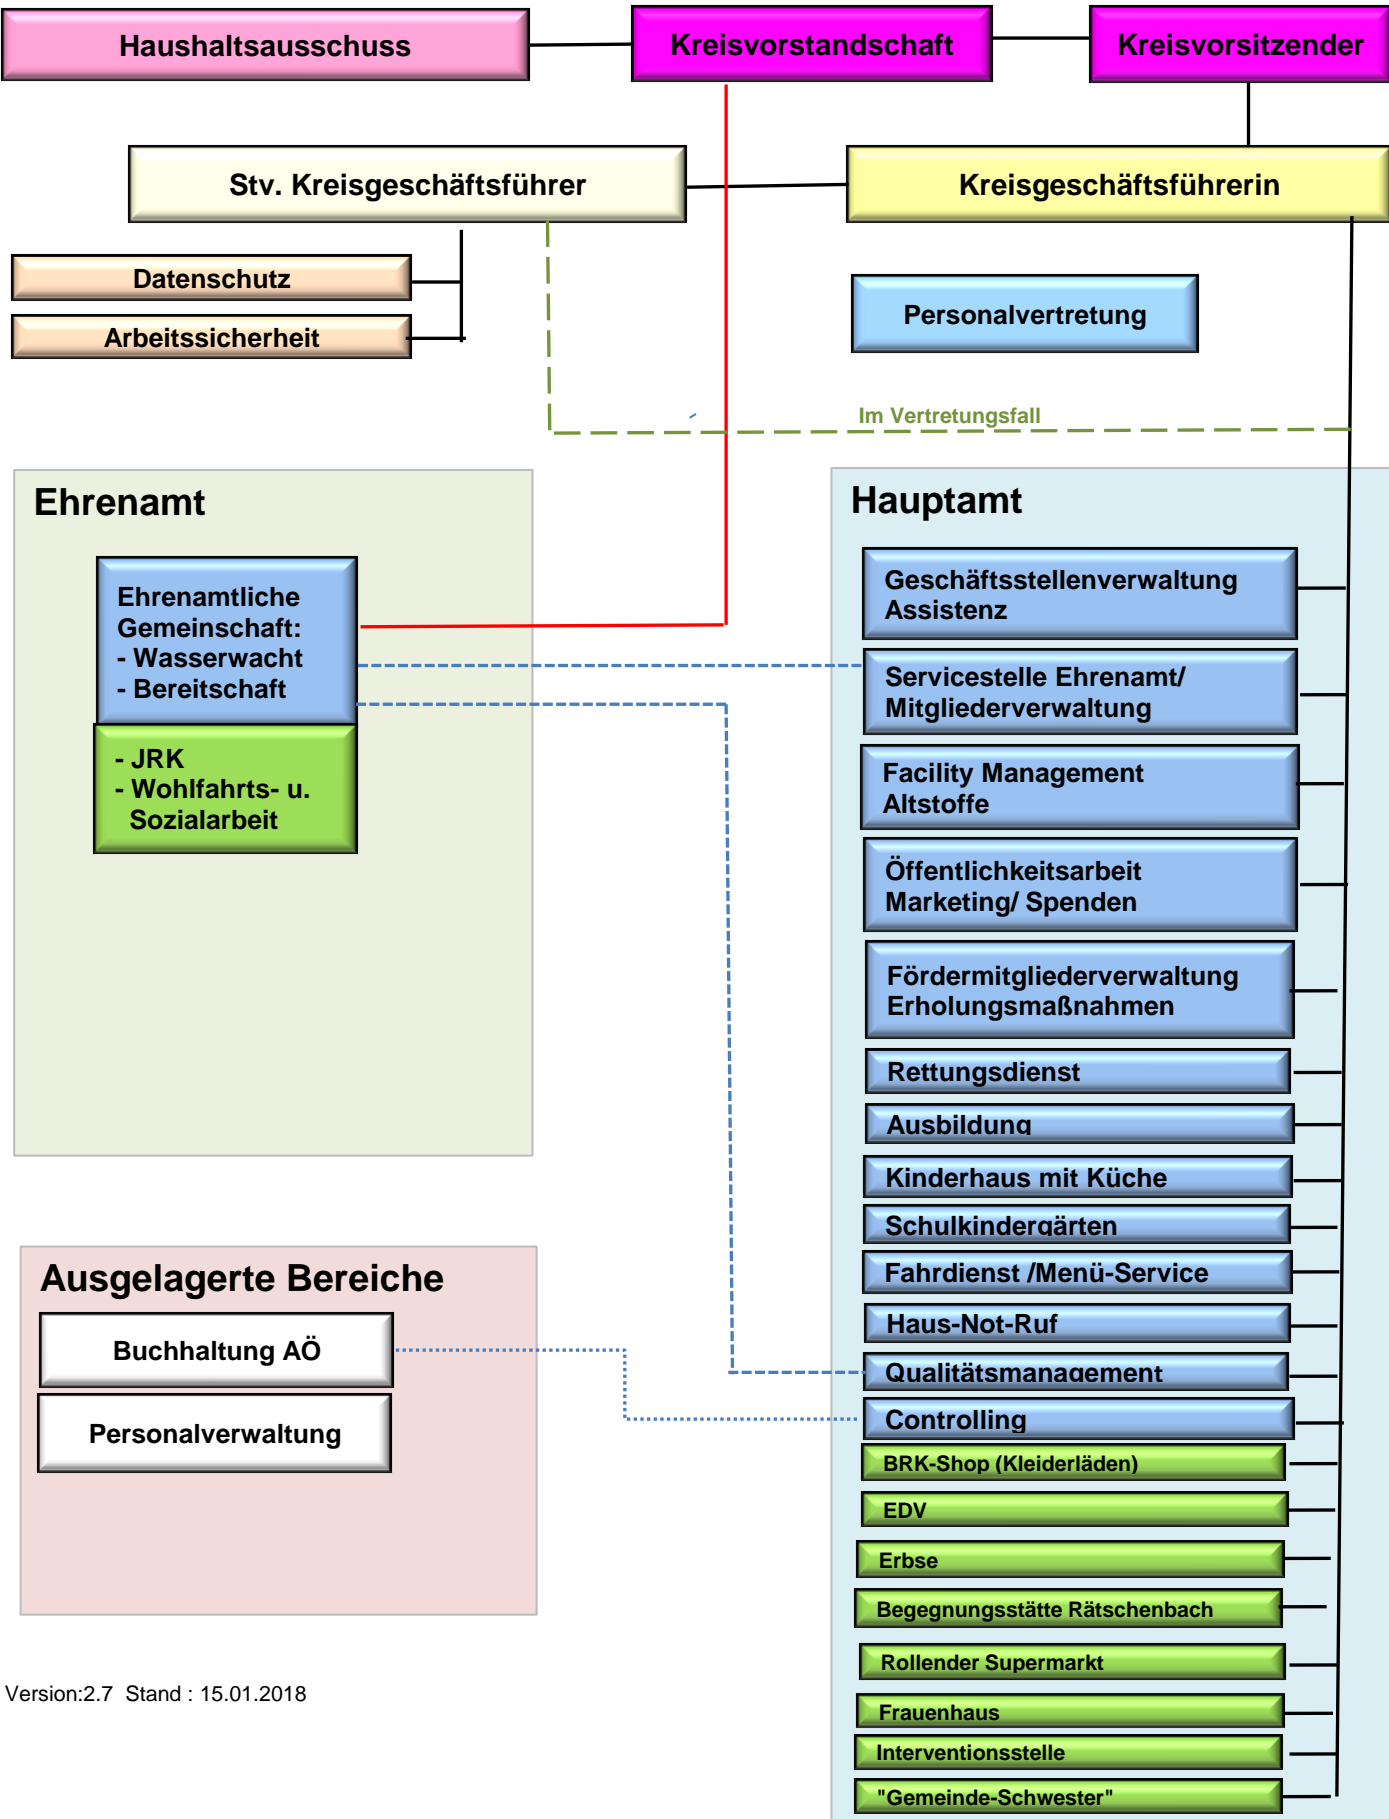 Haushaltsausschuss
Kreisvorstandschaft
Kreisvorsitzender
Stv. Kreisgeschäftsführer
Kreisgeschäftsführerin
Datenschutz
Arbeitssicherheit
Personalvertretung
Im Vertretungsfall
Ehrenamt
Ehrenamtliche
Gemeinschaft:
- Wasserwacht
- Bereitschaft
- JRK
- Wohlfahrts- u.
Sozialarbeit
Hauptamt
Geschäftsstellenverwaltung
Assistenz
Servicestelle Ehrenamt/
Mitgliederverwaltung
Facility Management
Altstoffe
Öffentlichkeitsarbeit
Marketing/ Spenden
Fördermitgliederverwaltung
Erholungsmaßnahmen
Rettungsdienst
Ausbildung
Kinderhaus mit Küche
Schulkindergärten
Fahrdienst /Menü-Service
Haus-Not-Ruf
Qualitätsmanagement
Controlling
BRK-Shop (Kleiderläden)
EDV
Erbse
Begegnungsstätte Rätschenbach
Rollender Supermarkt
Frauenhaus
Interventionsstelle
"Gemeinde-Schwester"
Ausgelagerte Bereiche
Buchhaltung AÖ
Personalverwaltung
Version:2.7 Stand : 15.01.2018